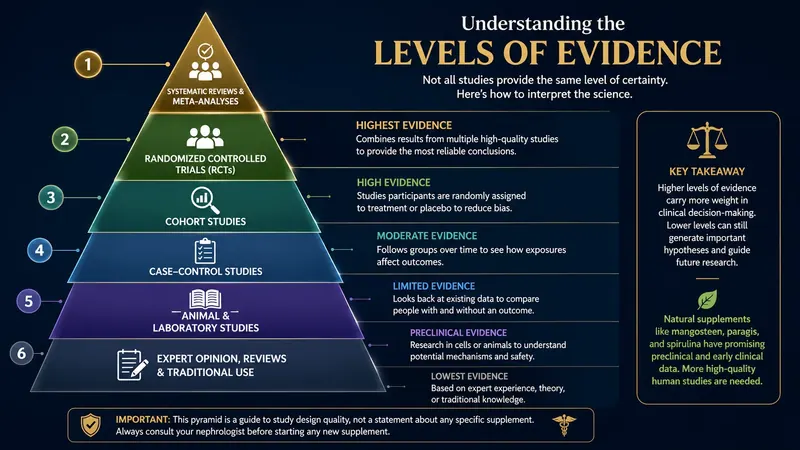 Understanding the
LEVELS OF EVIDENCE
Not all studies provide the same level of certainty.
Here's how to interpret the science.
1
SYSTEMATIC REVIEWS &
META-ANALYSES
HIGHEST EVIDENCE
Combines results from multiple high-quality studies
to provide the most reliable conclusions.
2
RANDOMIZED CONTROLLED
TRIALS (RCTs)
HIGH EVIDENCE
Studies participants are randomly assigned
to treatment or placebo to reduce bias.
3
COHORT STUDIES
MODERATE EVIDENCE
Follows groups over time to see how exposures
affect outcomes.
4
CASE–CONTROL STUDIES
LIMITED EVIDENCE
Looks back at existing data to compare
people with and without an outcome.
5
ANIMAL &
LABORATORY STUDIES
PRECLINICAL EVIDENCE
Research in cells or animals to understand
potential mechanisms and safety.
6
EXPERT OPINION, REVIEWS
& TRADITIONAL USE
LOWEST EVIDENCE
Based on expert experience, theory,
or traditional knowledge.
KEY TAKEAWAY
Higher levels of evidence
carry more weight in
clinical decision-making.
Lower levels can still
generate important
hypotheses and guide
future research.
Natural supplements
like mangosteen, paragis,
and spirulina have promising
preclinical and early clinical
data. More high-quality
human studies are needed.
IMPORTANT: This pyramid is a guide to study design quality, not a statement about any specific supplement.
Always consult your nephrologist before starting any new supplement.